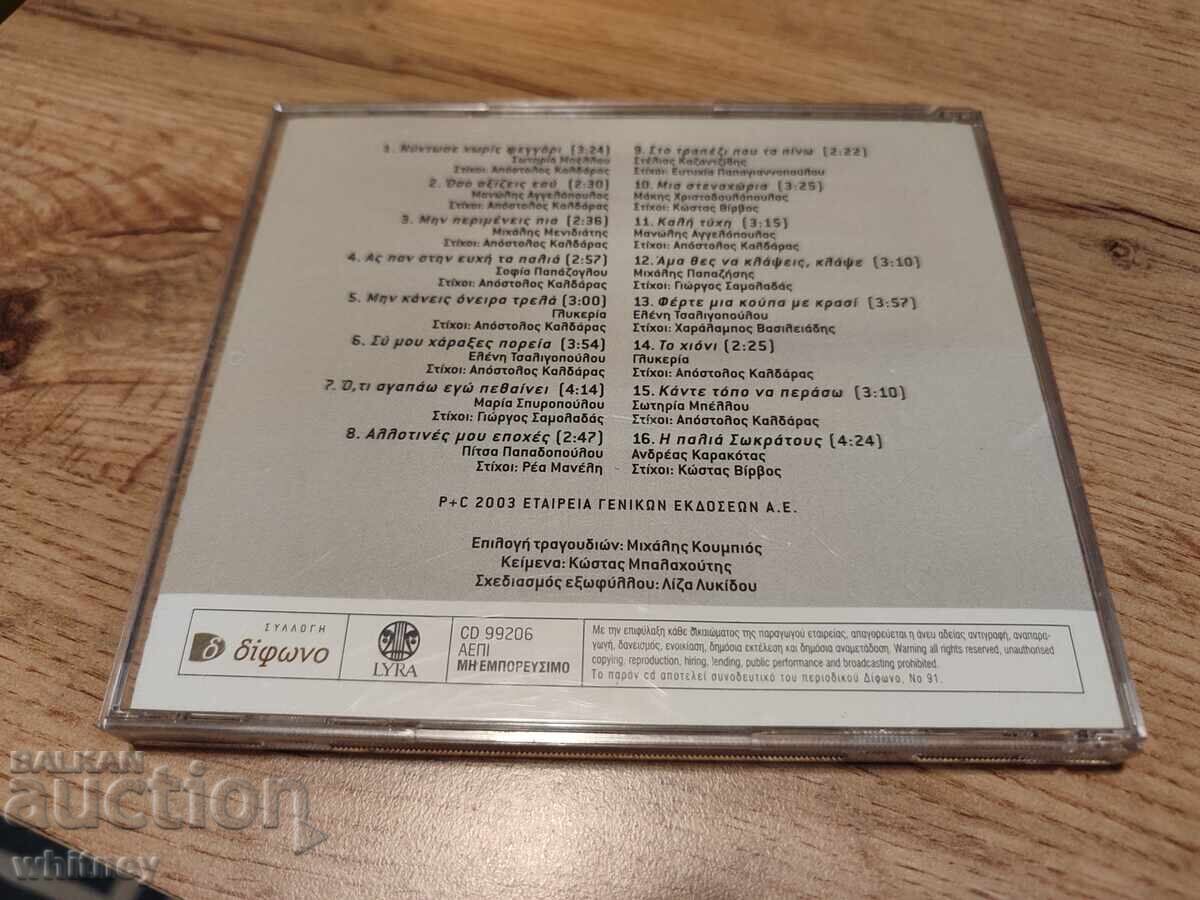 1. Νύχτωσε χωρίς φεγγάρι (3:24)
Σωτηρία Μπέλλου
Στίχοι: Απόστολος Καλδάρας
2. Όσο αξίζεις εσύ (2:30)
Μανώλης Αγγελόπουλος
Στίχοι: Απόστολος Καλδάρας
3. Μην περιμένεις πια (2:36)
Μιχάλης Μενιδιάτης
Στίχοι: Απόστολος Καλδάρας
4. Ας παν στην ευχή τα παλιά (2:57)
Σοφία Παπάζογλου
Στίχοι: Απόστολος Καλδάρας
5. Μην κάνεις όνειρα τρελά (3:00)
Γλυκερία
Στίχοι: Απόστολος Καλδάρας
6. Σύ μου χάραξες πορεία (3:54)
Ελένη Τσαλιγοπούλου
Στίχοι: Απόστολος Καλδάρας
7. Ό,τι αγαπάω εγώ πεθαίνει (4:14)
Μαρία Σπυροπούλου
Στίχοι: Γιώργος Σαμολαδάς
8. Αλλοτινές μου εποχές (2:47)
Πίτσα Παπαδοπούλου
Στίχοι: Ρέα Μανέλη
9. Στο τραπέζι που τα πίνω (2:22)
Στέλιος Καζαντζίδης
Στίχοι: Ευτυχία Παπαγιαννοπούλου
10. Μια στεναχώρια (3:25)
Μάκης Χριστοδουλόπουλος
Στίχοι: Κώστας Βίρβος
11. Καλή τύχη (3:15)
Μανώλης Αγγελόπουλος
Στίχοι: Απόστολος Καλδάρας
12. Άμα θες να κλάψεις, κλάψε (3:10)
Μιχάλης Παπαζήσης
Στίχοι: Γιώργος Σαμολαδάς
13. Φέρτε μια κούπα με κρασί (3:57)
Ελένη Τσαλιγοπούλου
Στίχοι: Χαράλαμπος Βασιλειάδης
14. Το χιόνι (2:25)
Γλυκερία
Στίχοι: Απόστολος Καλδάρας
15. Κάντε τόπο να περάσω (3:10)
Σωτηρία Μπέλλου
Στίχοι: Απόστολος Καλδάρας
16. Η παλιά Σωκράτους (4:24)
Ανδρέας Καρακότας
Στίχοι: Κώστας Βίρβος
P+C 2003 ΕΤΑΙΡΕΙΑ ΓΕΝΙΚΩΝ ΕΚΔΟΣΕΩΝ Α.Ε.
Επιλογή τραγουδιών: Μιχάλης Κουμπιός
Κείμενα: Κώστας Μπαλαχούτης
Σχεδιασμός εξωφύλλου: Λίζα Λυκίδου
ΣΥΛΛΟΓΗ
δ δίφωνο
LYRA
CD 99206
ΑΕΠΙ
ΜΗ ΕΜΠΟΡΕΥΣΙΜΟ
Με την επιφύλαξη κάθε δικαιώματος της παραγωγού εταιρείας, απαγορεύεται η άνευ αδείας αντιγραφή, αναπαρα-
γωγή, δανεισμός, ενοικίαση, δημόσια εκτέλεση και δημόσια αναμετάδοση. Warning all rights reserved, unauthorised
copying, reproduction, hiring, lending, public performance and broadcasting prohibited.
Το παρόν cd αποτελεί συνοδευτικό του περιοδικού Δίφωνο, Νο 91.
BALKAN
auction
whitney